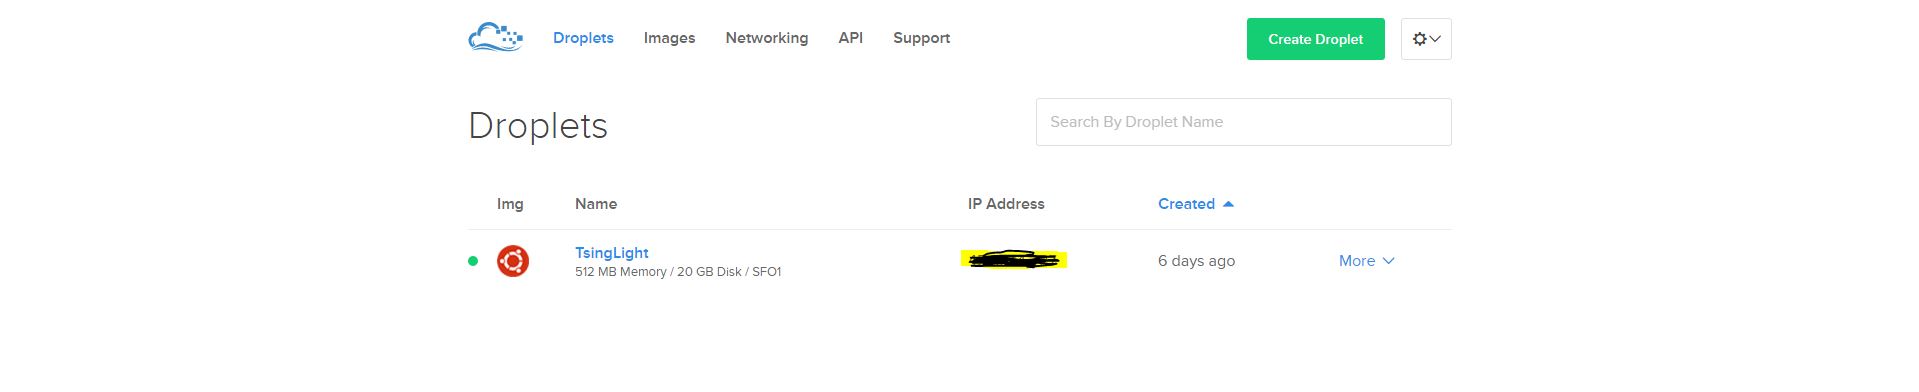 Droplets Images Networking API Support Create Droplet
Droplets
Search By Droplet Name
Img Name IP Address Created
TsingLight
512 MB Memory / 20 GB Disk / SFO1
6 days ago More